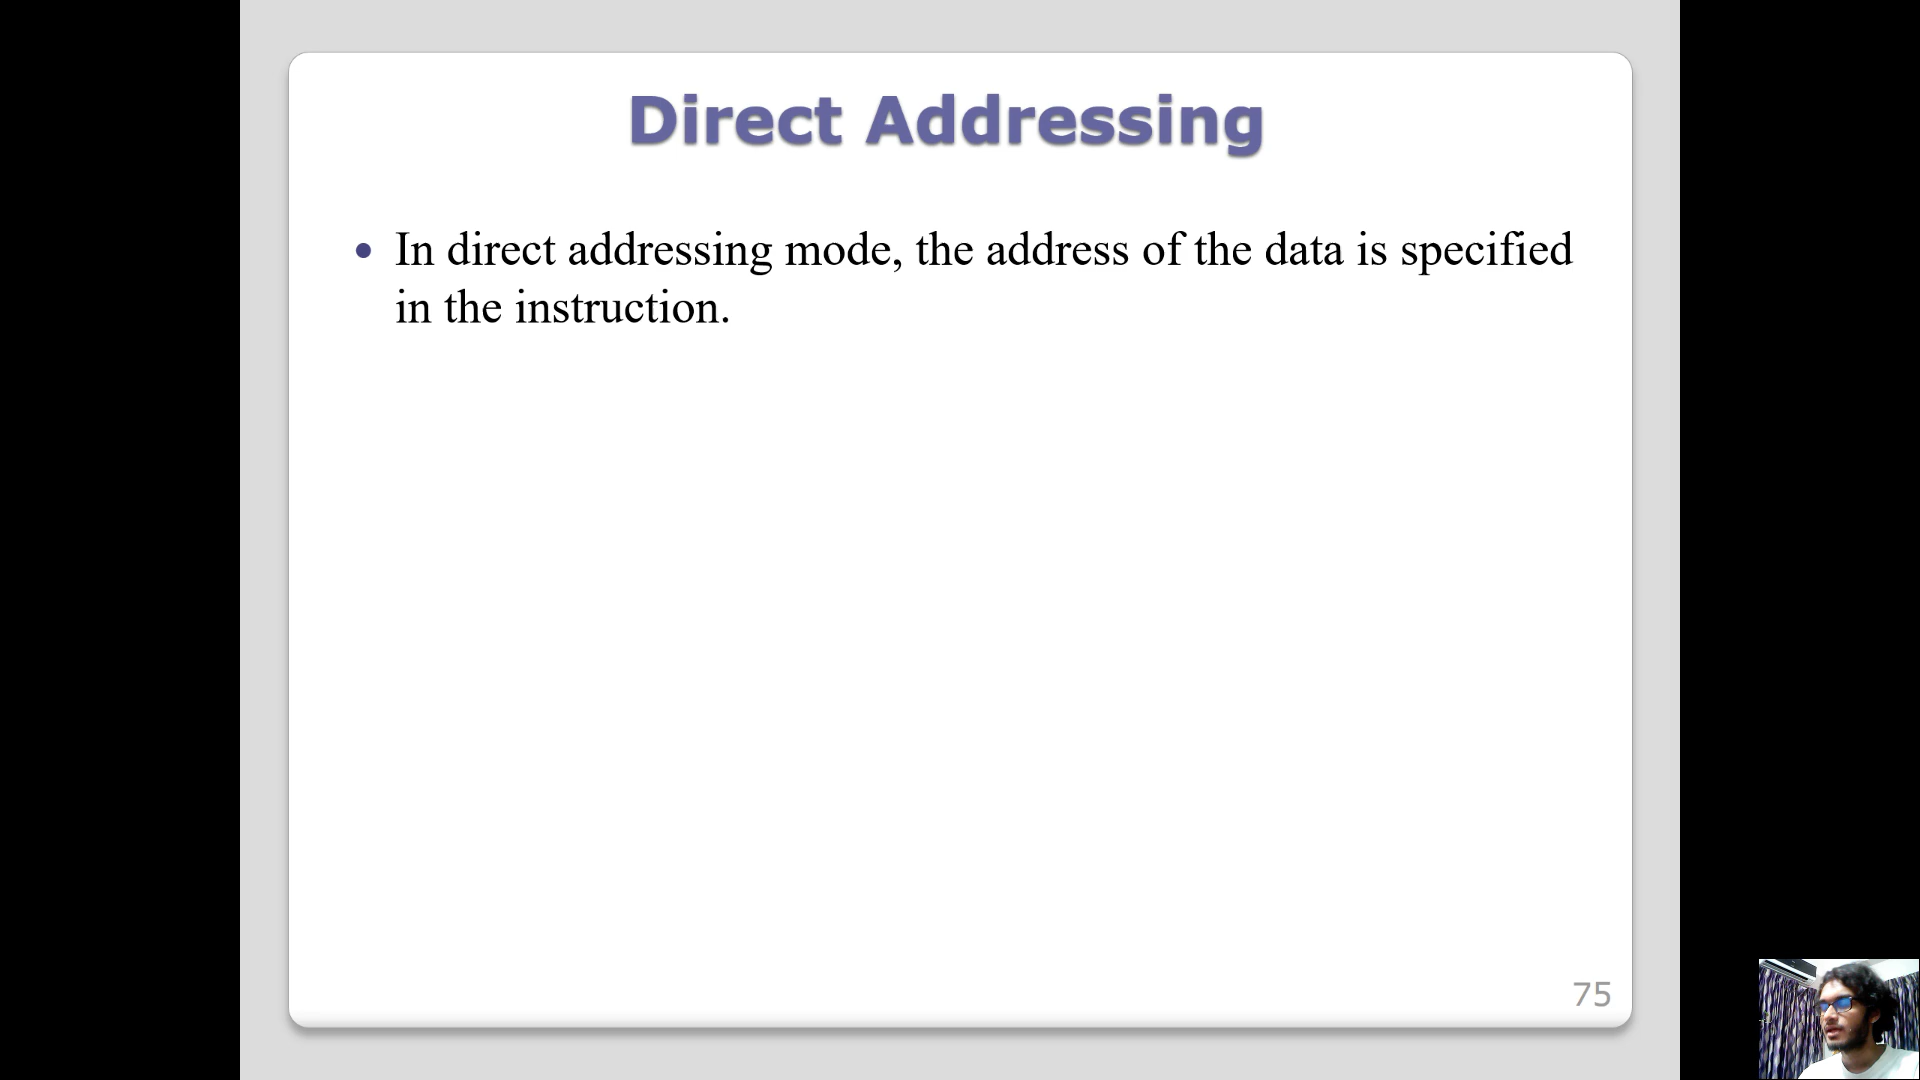 Direct Addressing
• In direct addressing mode, the address of the data is specified
in the instruction.
75